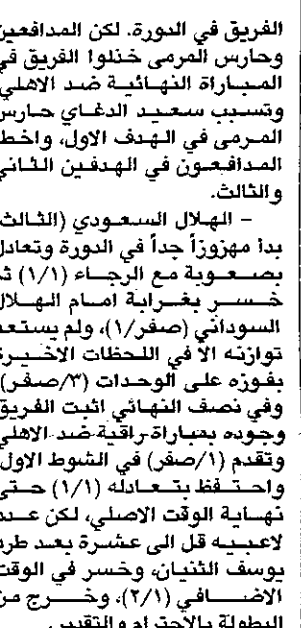 الفريق في الدورة. لكن المدافعين
وحارس المرمى خذلوا الفريق في
المباراة النهائية ضد الاهلي
وتسبب سعيد الدغاي حارس
المرمى في الهدف الاول، واخطا
المدافعون في الهدفين الثاني
والثالث.
- الهلال السعودي (الثالث)
بدا مهزوزاً جداً في الدورة وتعادل
بصعوبة مع الرجاء (١/١) ثم
خسر بغرابة امام الهلال
السوداني (صفر/١)، ولم يستعد
توازنه الا في اللحظات الاخيرة
بفوزه على الوحدات (٣/صفر)
وفي نصف النهائي اثبت الفريق
وجوده بمباراة راقية ضد الاهلي
وتقدم (١/صفر) في الشوط الاول
واحتفظ بتعادله (١/١) حتى
نهاية الوقت الاصلي، لكن عدد
لاعبيه قل الى عشرة بعد طرد
يوسف الثنيان، وخسر في الوقت
الاضافي (٢/١)، وخرج من
البطولة بالاحترام والتقدير.